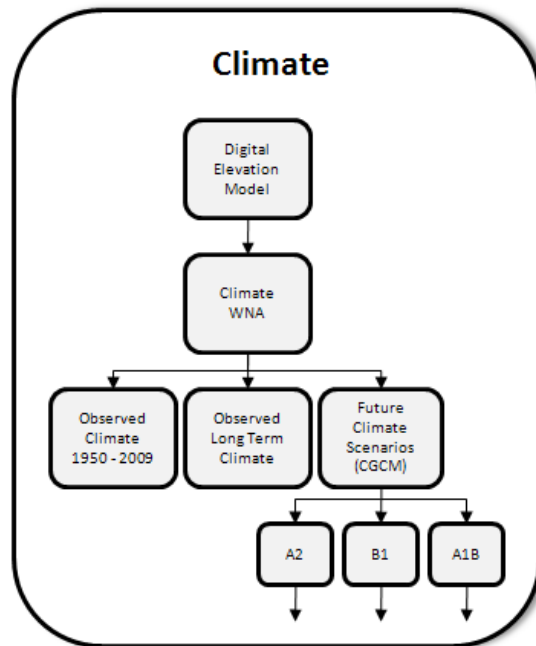 Climate
Digital
Elevation
Model
Climate
WNA
Observed
Climate
1950 - 2009
Observed
Long Term
Climate
Future
Climate
Scenarios
(CGCM)
A2
B1
A1B